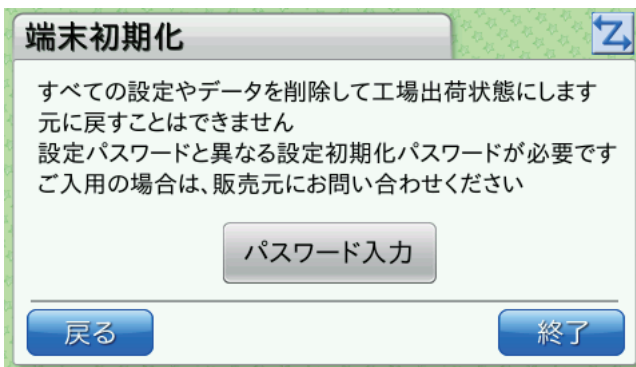 端末初期化
すべての設定やデータを削除して工場出荷状態にします
元に戻すことはできません
設定パスワードと異なる設定初期化パスワードが必要です
ご入用の場合は、販売元にお問い合わせください
パスワード入力
戻る
終了